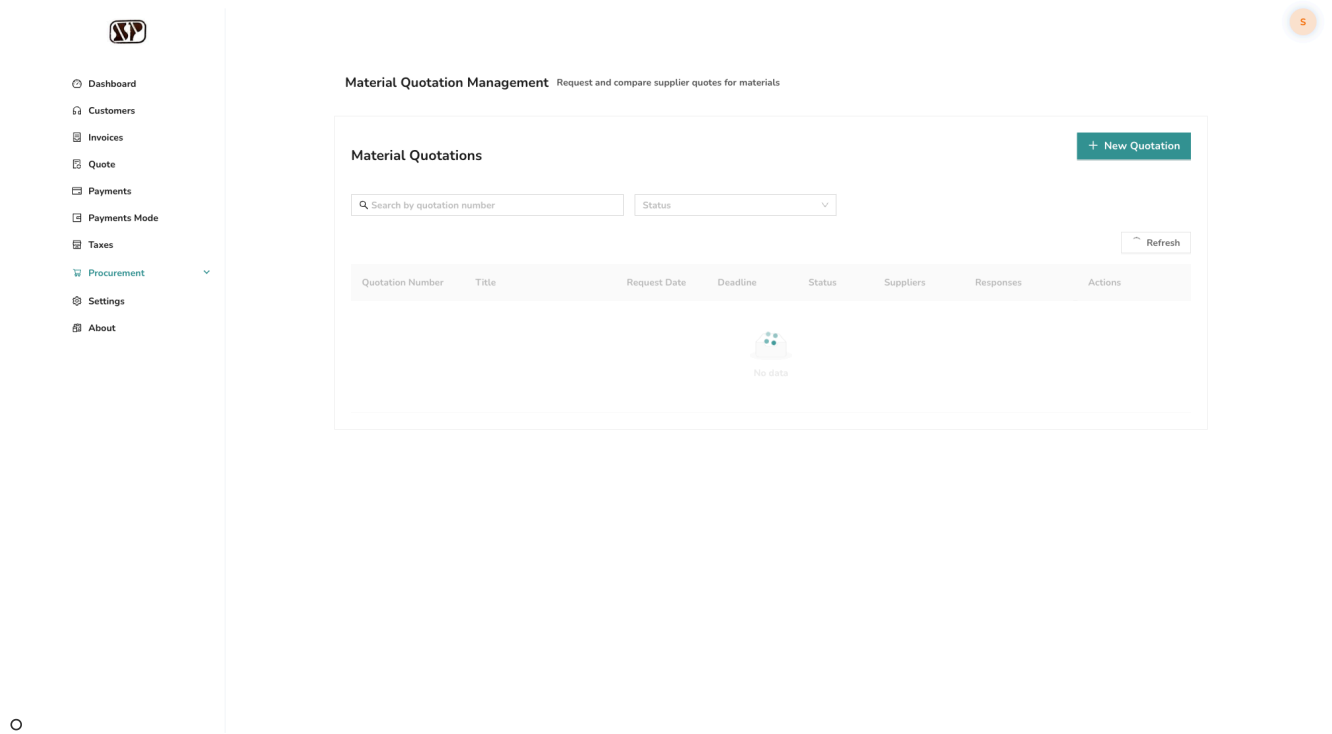 XP
S
Dashboard
Customers
Invoices
Quote
Payments
Payments Mode
Taxes
Procurement
Settings
About
Material Quotation Management Request and compare supplier quotes for materials
Material Quotations
+ New Quotation
Search by quotation number
Status
Refresh
Quotation Number Title Request Date Deadline Status Suppliers Responses Actions
No data